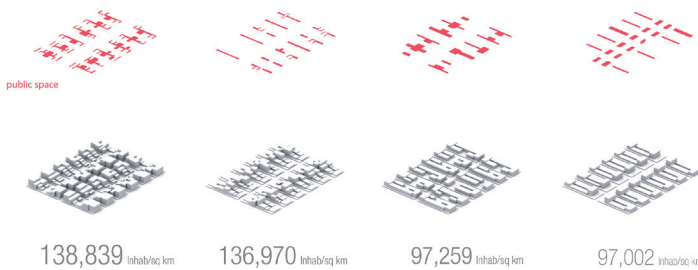 public space
138,839 Inhab/sq km
136,970 Inhab/sq km
97,259 Inhab/sq km
97,002 Inhab/sq km